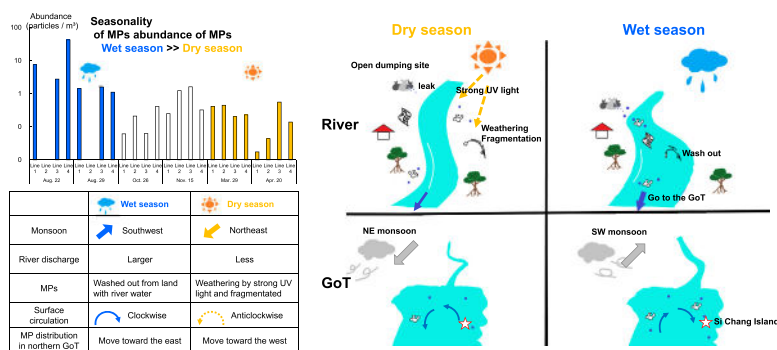 Abundance
(particles / m³)
Seasonality
of MPs abundance of MPs
Wet season >> Dry season
100
10
1
0
0
Line 1 Line 2 Line 3 Line 4 Line 1 Line 2 Line 3 Line 4 Line 1 Line 2 Line 3 Line 4 Line 1 Line 2 Line 3 Line 4 Line 1 Line 2 Line 3 Line 4 Line 1 Line 2 Line 3 Line 4
Aug. 22 Aug. 29 Oct. 26 Nov. 15 Mar. 29 Apr. 20
Wet season Dry season
Monsoon Southwest Northeast
River discharge Larger Less
MPs
Washed out from land
with river water
Weathering by strong UV
light and fragmentated
Surface
circulation
Clockwise Anticlockwise
MP distribution
in northern GoT
Move toward the east Move toward the west
Dry season Wet season
Open dumping site
leak
Strong UV light
River
Weathering
Fragmentation
Wash out
Go to the GoT
NE monsoon
SW monsoon
GoT
Si Chang Island